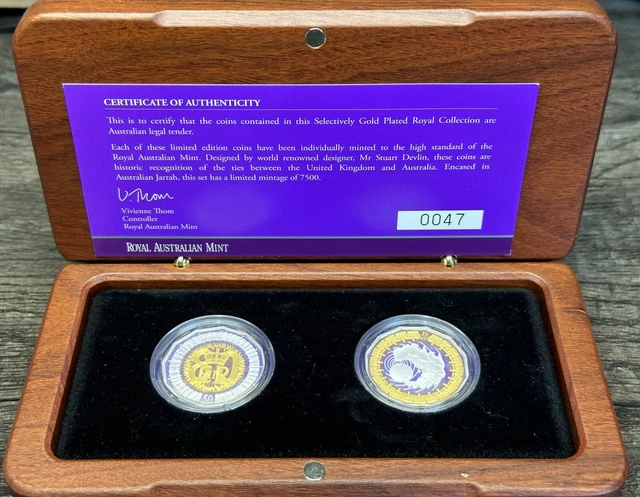 CERTIFICATE OF AUTHENTICITY
This is to certify that the coins contained in this Selectively Gold Plated Royal Collection are
Australian legal tender.
Each of these limited edition coins have been individually minted to the high standard of the
Royal Australian Mint. Designed by world renowned designer, Mr Stuart Devlin, these coins are
historic recognition of the ties between the United Kingdom and Australia. Encased in
Australian Jarrah, this set has a limited mintage of 7500.
V. Thom
Vivienne Thom
Controller
Royal Australian Mint
0047
ROYAL AUSTRALIAN MINT
50